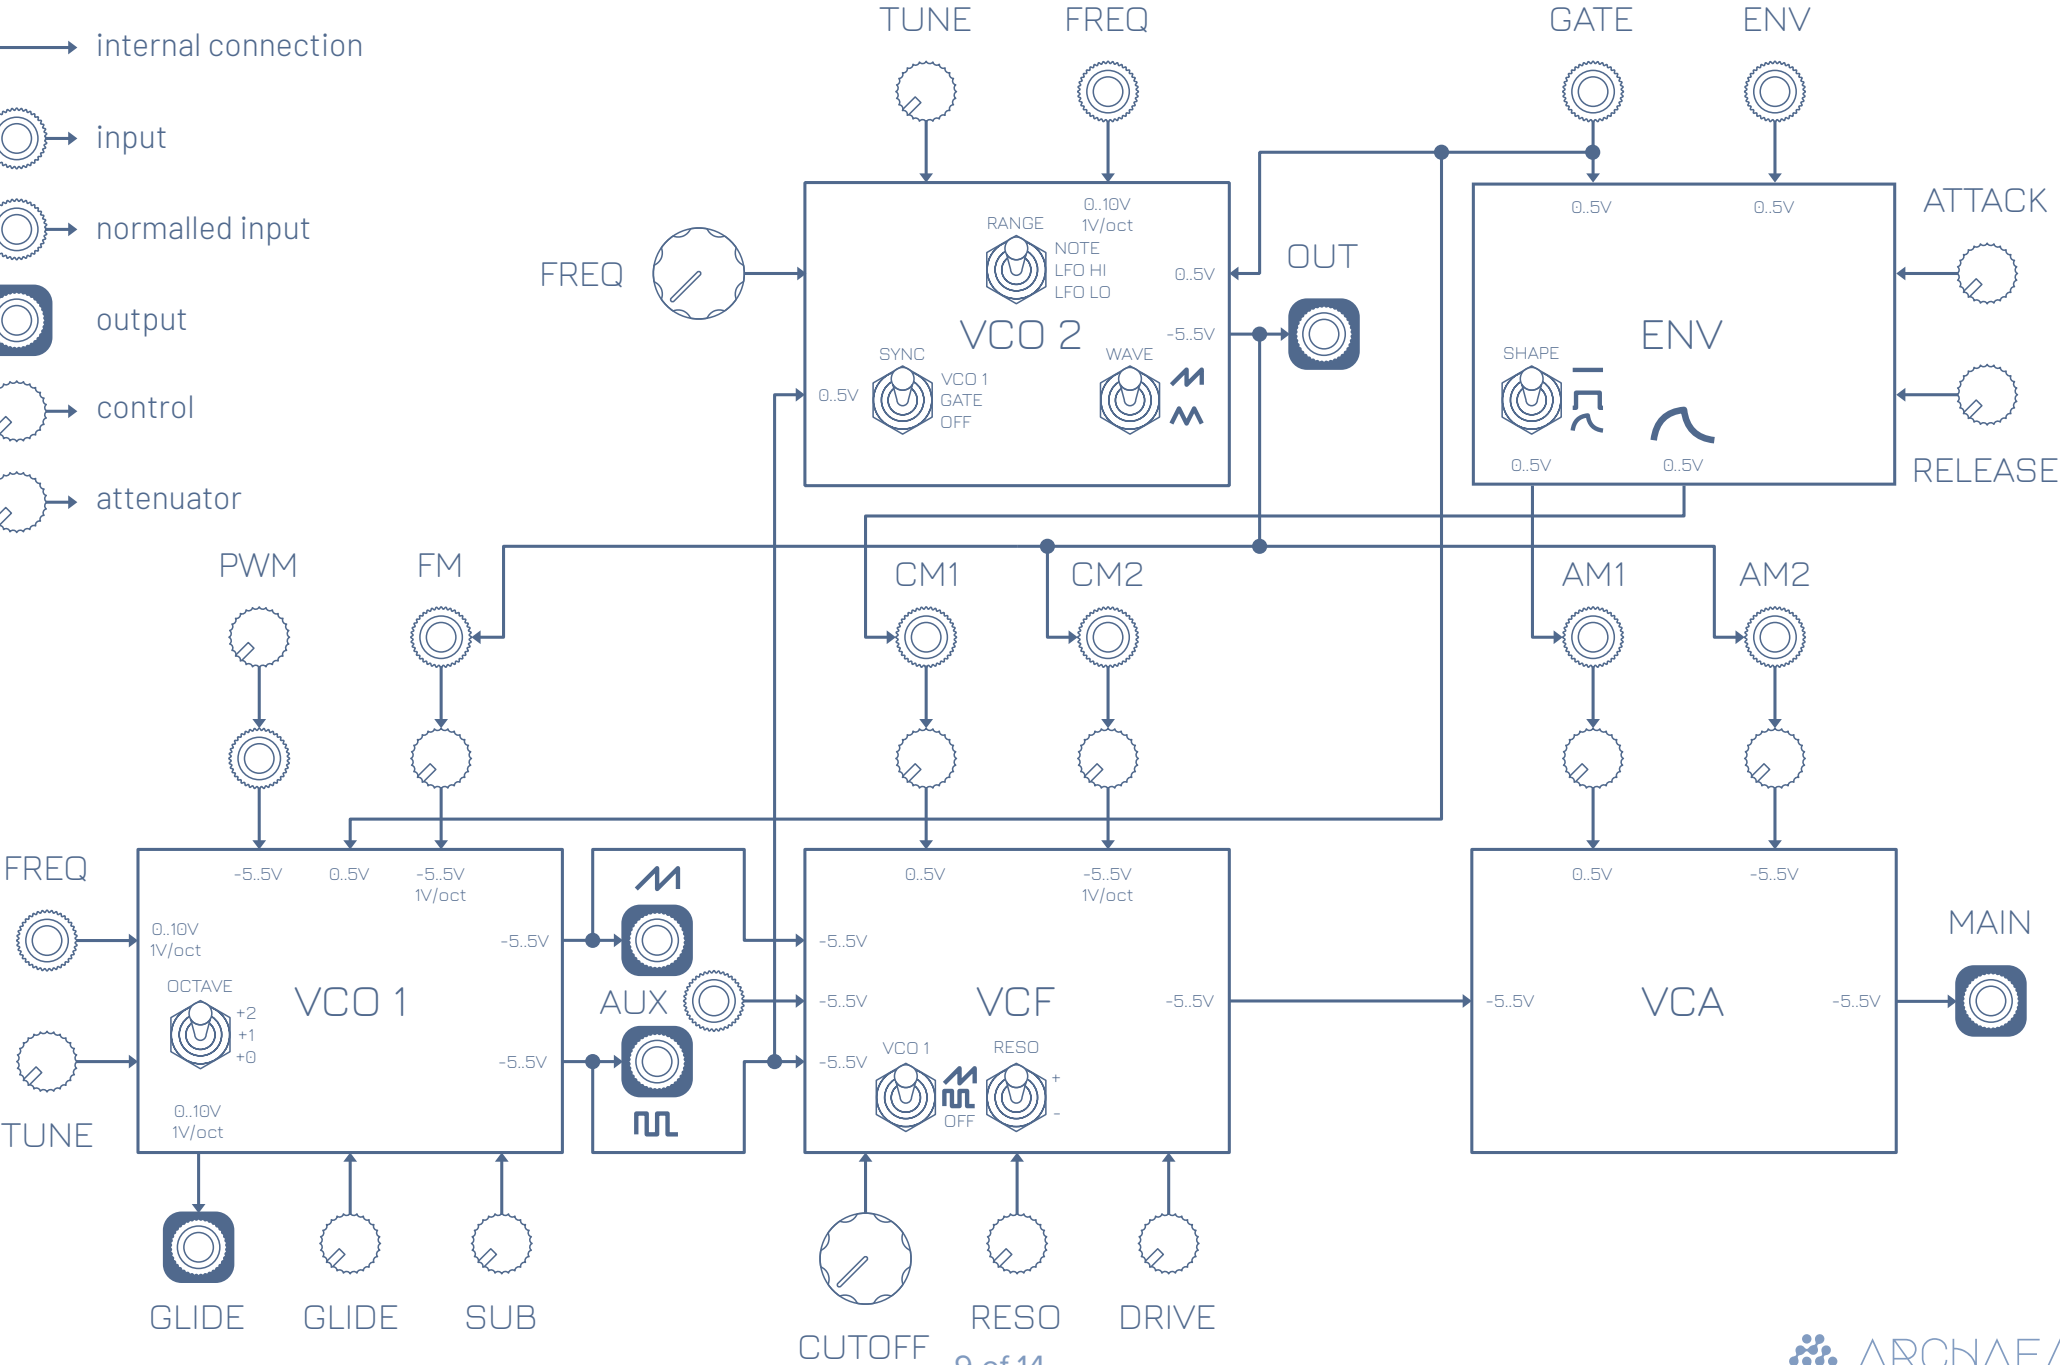 TUNE FREQ GATE ENV
internal connection
input
normalled input
output
control
attenuator
FREQ
0..10V
1V/oct
RANGE
NOTE
LFO HI
LFO LO
0..5V
OUT
VCO 2
-5..5V
SYNC
VCO 1
GATE
OFF
0..5V
WAVE
0..5V 0..5V
ATTACK
ENV
SHAPE
0..5V 0..5V
RELEASE
PWM FM CM1 CM2 AM1 AM2
FREQ
-5..5V 0..5V -5..5V
1V/oct
0..10V
1V/oct
-5..5V
OCTAVE
+2
+1
+0
VCO 1
-5..5V
0..10V
1V/oct
TUNE
AUX
0..5V -5..5V
1V/oct
-5..5V
-5..5V
VCF
-5..5V
-5..5V
VCO 1
OFF
RESO
+
-
0..5V -5..5V
-5..5V
VCA
-5..5V
MAIN
GLIDE GLIDE SUB
CUTOFF RESO DRIVE